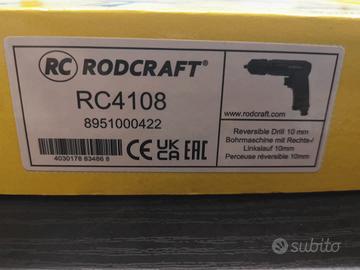 RC RODCRAFT®
RC4108
8951000422
4030178 83486 8
CE UK CA EAC
www.rodcraft.com
Reversible Drill 10 mm
Bohrmaschine mit Rechts-/
Linkslauf 10mm
Perceuse réversible 10mm
subito